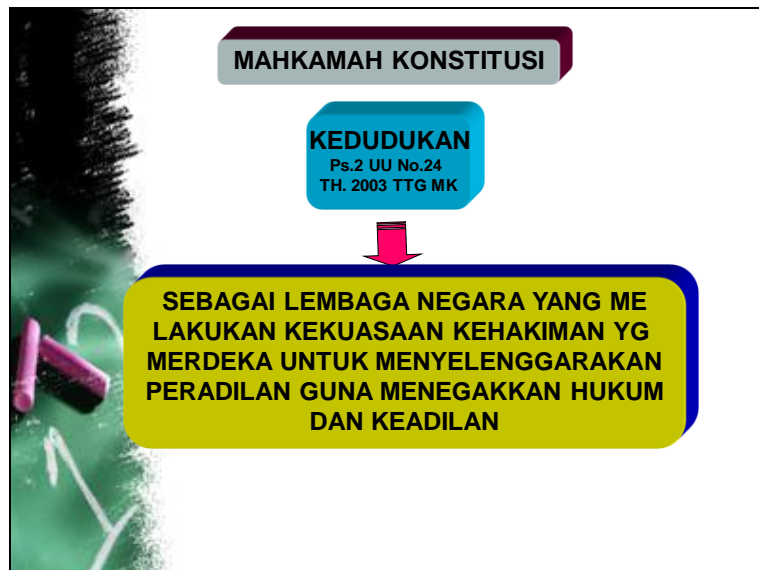 MAHKAMAH KONSTITUSI
KEDUDUKAN
Ps.2 UU No.24
TH. 2003 TTG MK
SEBAGAI LEMBAGA NEGARA YANG ME
LAKUKAN KEKUASAAN KEHAKIMAN YG
MERDEKA UNTUK MENYELENGGARAKAN
PERADILAN GUNA MENEGAKKAN HUKUM
DAN KEADILAN